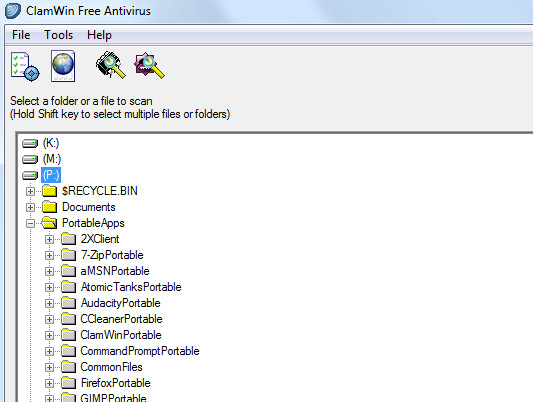 ClamWin Free Antivirus
File Tools Help
Select a folder or a file to scan
(Hold Shift key to select multiple files or folders)
(K:)
(M:)
(P:)
$RECYCLE.BIN
Documents
PortableApps
2XClient
7-ZipPortable
aMSNPortable
AtomicTanksPortable
AudacityPortable
CCleanerPortable
ClamWinPortable
CommandPromptPortable
CommonFiles
FirefoxPortable
GIMPPortable